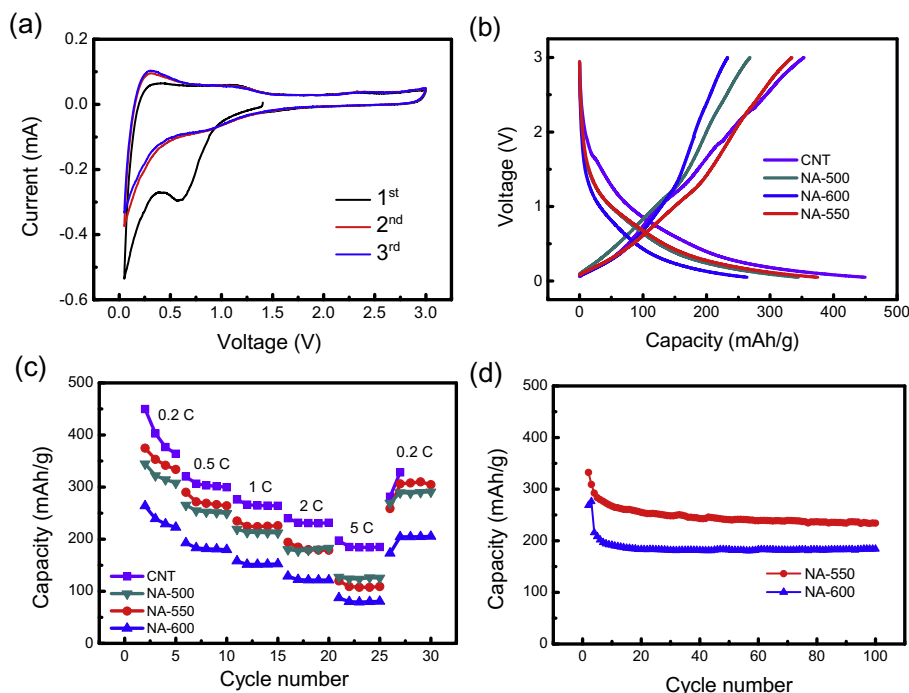 (a)
0.2
0.0
-0.2
-0.4
-0.6
Current (mA)
1st
2nd
3rd
0.0 0.5 1.0 1.5 2.0 2.5 3.0
Voltage (V)
(b)
3
2
1
0
Voltage (V)
CNT
NA-500
NA-600
NA-550
0 100 200 300 400 500
Capacity (mAh/g)
(c)
500
400
300
200
100
0
Capacity (mAh/g)
0.2 C
0.5 C
1 C
2 C
5 C
0.2 C
CNT
NA-500
NA-550
NA-600
0 5 10 15 20 25 30
Cycle number
(d)
500
400
300
200
100
0
Capacity (mAh/g)
NA-550
NA-600
0 20 40 60 80 100
Cycle number